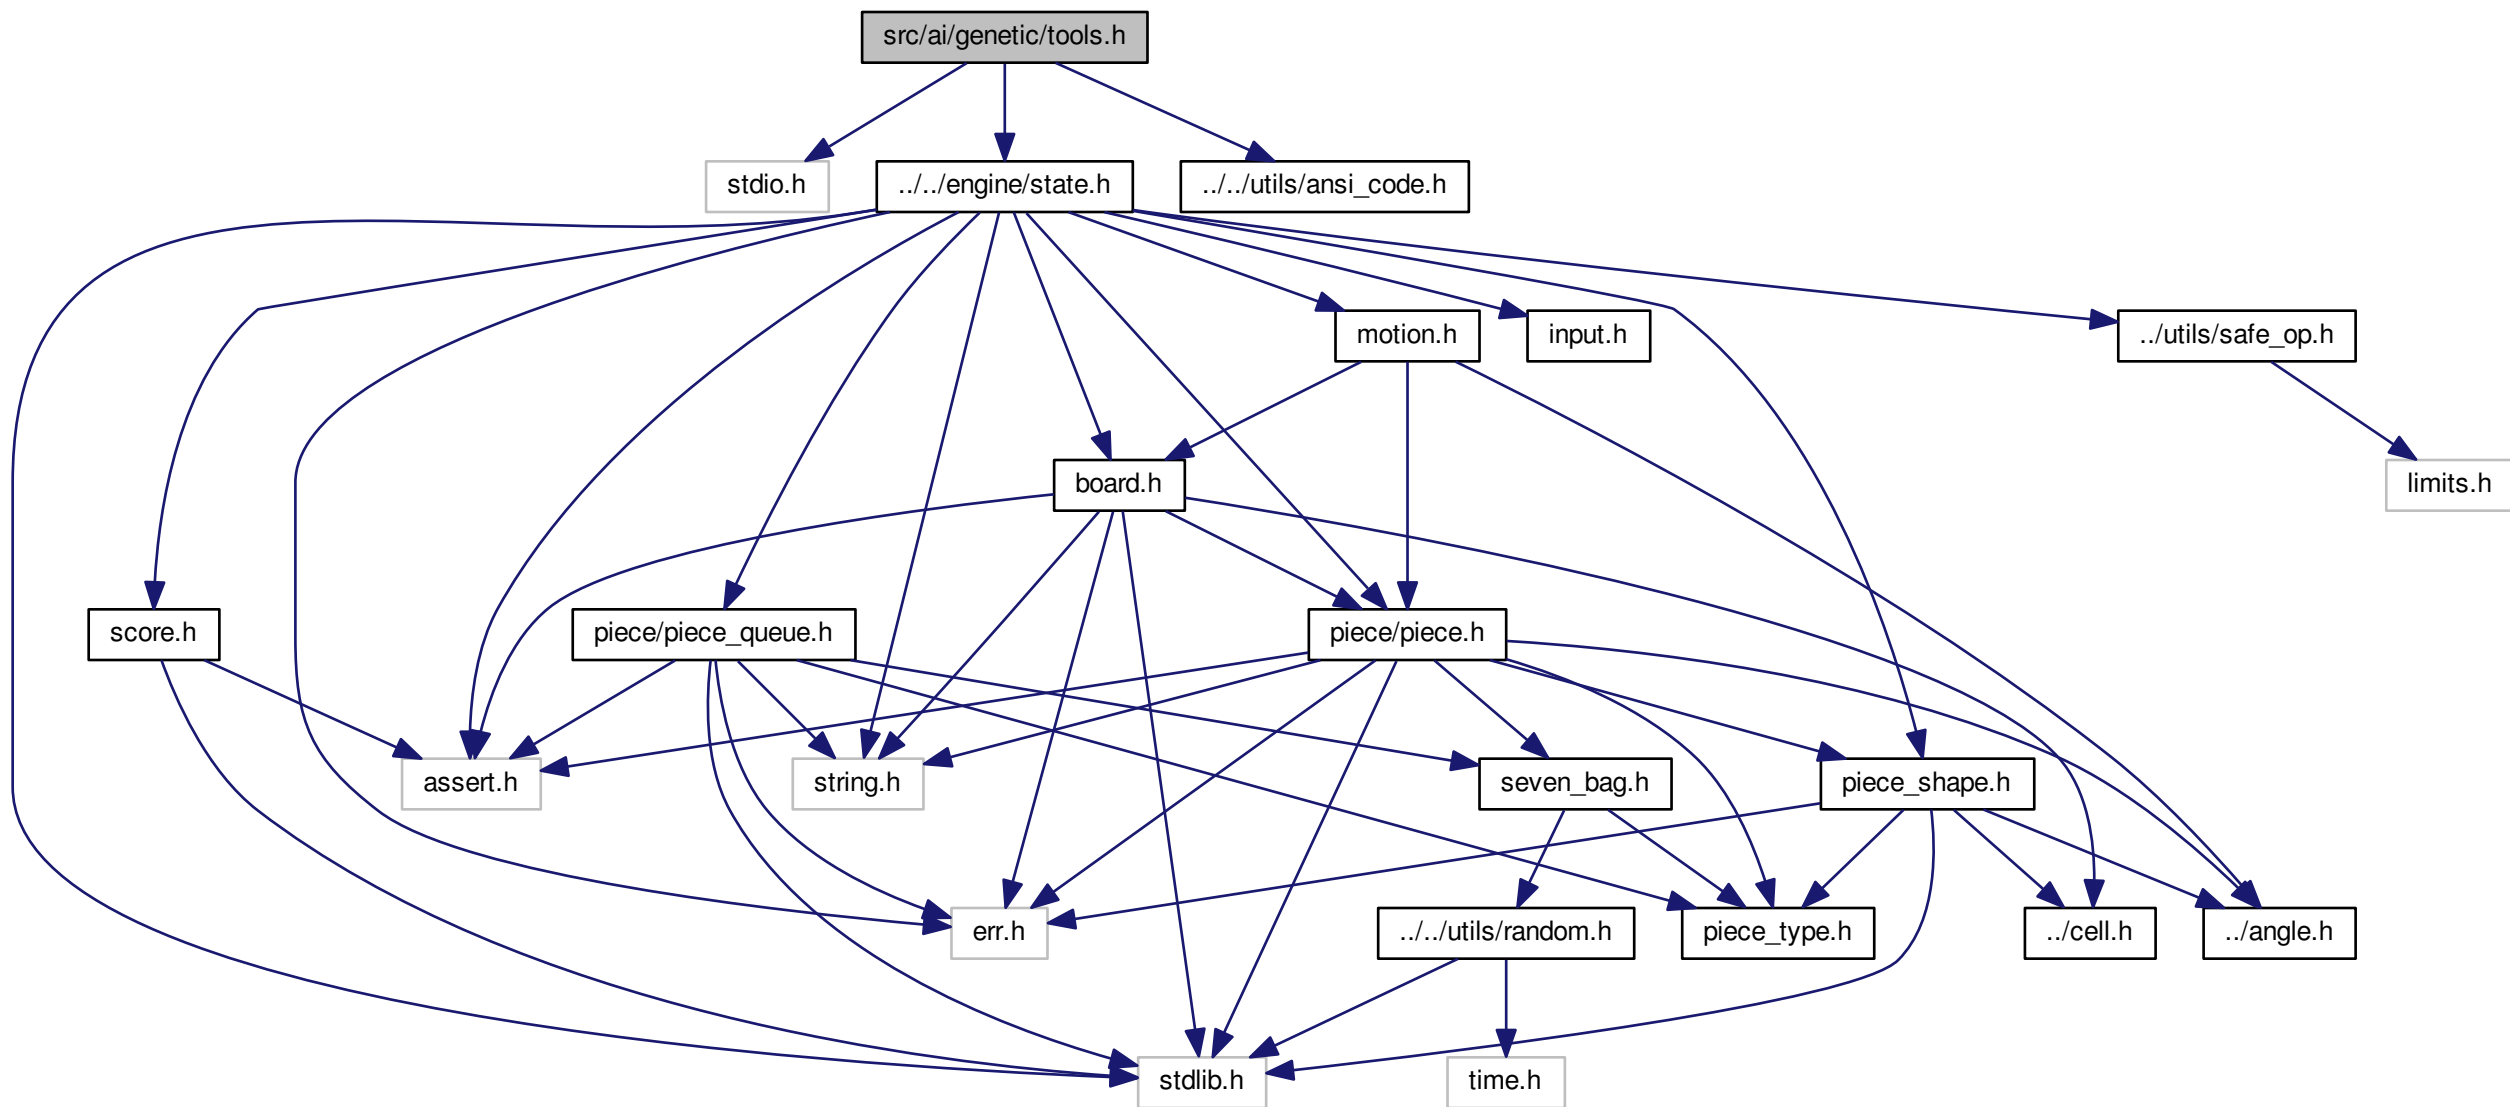 src/ai/genetic/tools.h
stdio.h
../../engine/state.h
../../utils/ansi_code.h
motion.h
input.h
../utils/safe_op.h
board.h
limits.h
score.h
piece/piece_queue.h
piece/piece.h
assert.h
string.h
seven_bag.h
piece_shape.h
err.h
../../utils/random.h
piece_type.h
../cell.h
../angle.h
stdlib.h
time.h